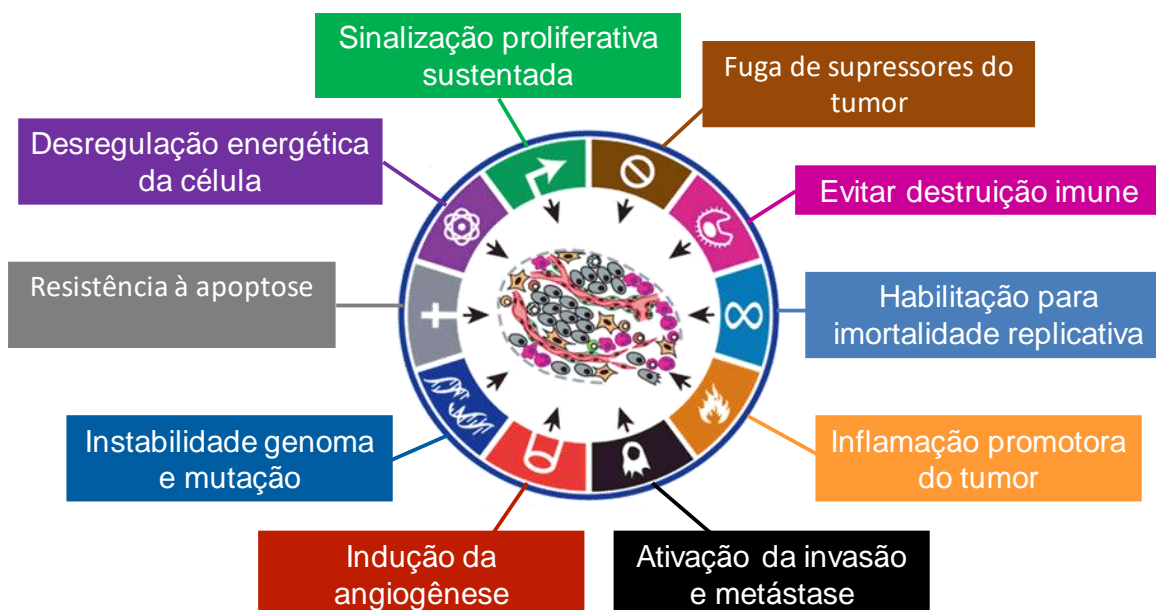 Sinalização proliferativa
sustentada
Fuga de supressores do
tumor
Desregulação energética
da célula
Evitar destruição imune
Resistência à apoptose
Habilitação para
imortalidade replicativa
Instabilidade genoma
e mutação
Inflamação promotora
do tumor
Indução da
angiogênese
Ativação da invasão
e metástase